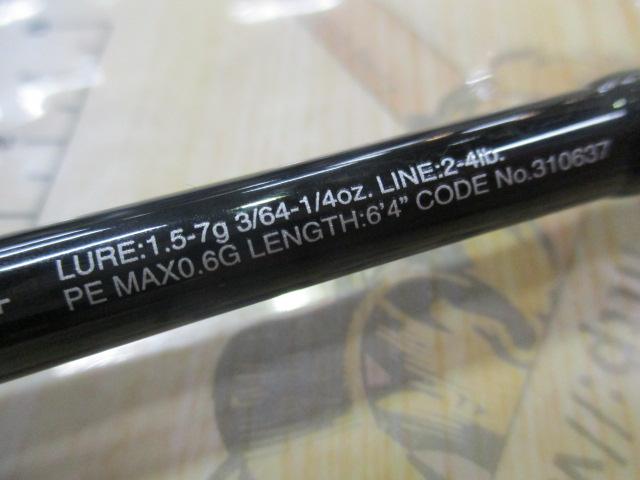 LURE:1.5-7g 3/64-1/4oz. LINE:2-4lb.
PE MAX0.6G LENGTH:6'4" CODE No.310637